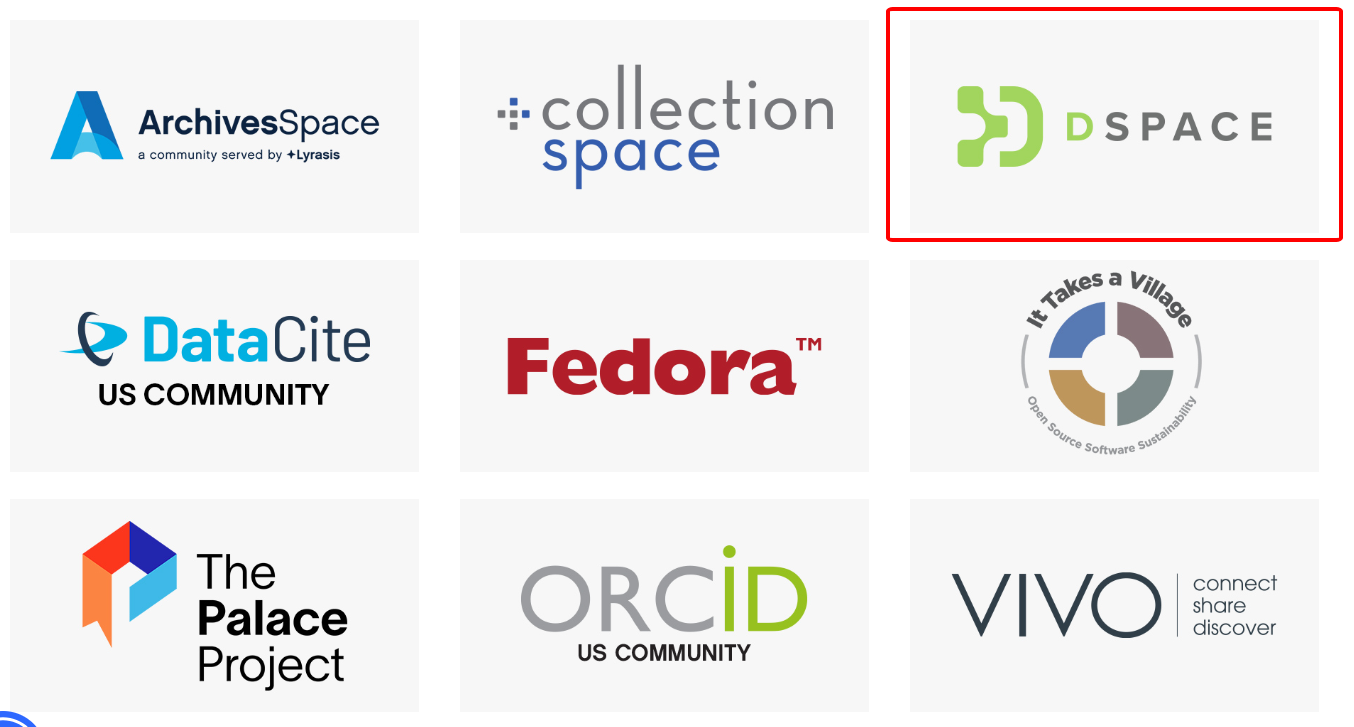 ArchivesSpace
a community served by +Lyrasis
collection
space
DSPACE
DataCite
US COMMUNITY
Fedora™
It Takes a Village
Open Source Software Sustainability
The
Palace
Project
ORCiD
US COMMUNITY
VIVO
connect
share
discover